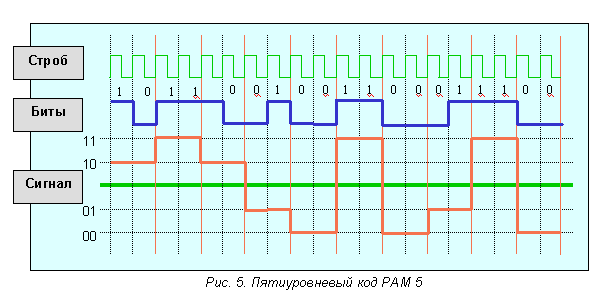 Строб
1 0 1 1 0 0 1 0 0 1 1 0 0 0 1 1 1 0 0
Биты
11
10
Сигнал
01
00
Рис. 5. Пятиуровневый код PAM 5